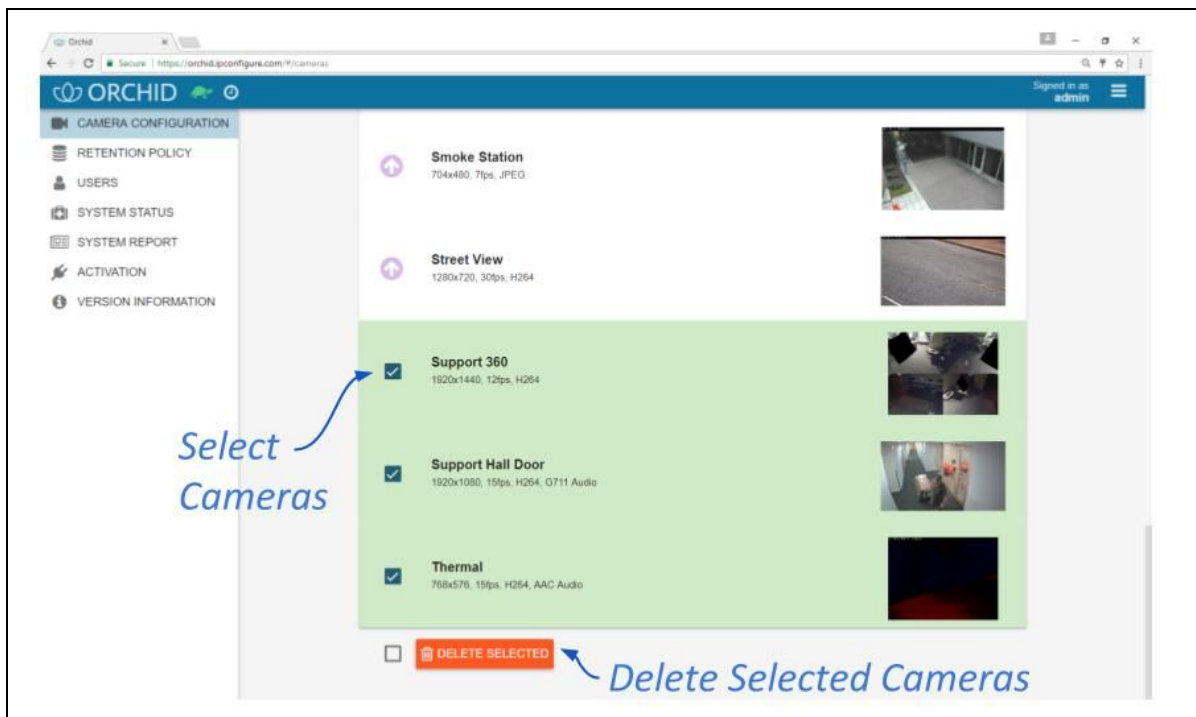 Orchid
Secure | https://orchid.ipconfigure.com/#/cameras
ORCHID
Signed in as
admin
CAMERA CONFIGURATION
RETENTION POLICY
USERS
SYSTEM STATUS
SYSTEM REPORT
ACTIVATION
VERSION INFORMATION
Smoke Station
704x480, 7fps, JPEG
Street View
1280x720, 30fps, H264
Support 360
1920x1440, 12fps, H264
Support Hall Door
1920x1080, 15fps, H264, G711 Audio
Thermal
768x576, 15fps, H264, AAC Audio
Select
Cameras
DELETE SELECTED
Delete Selected Cameras